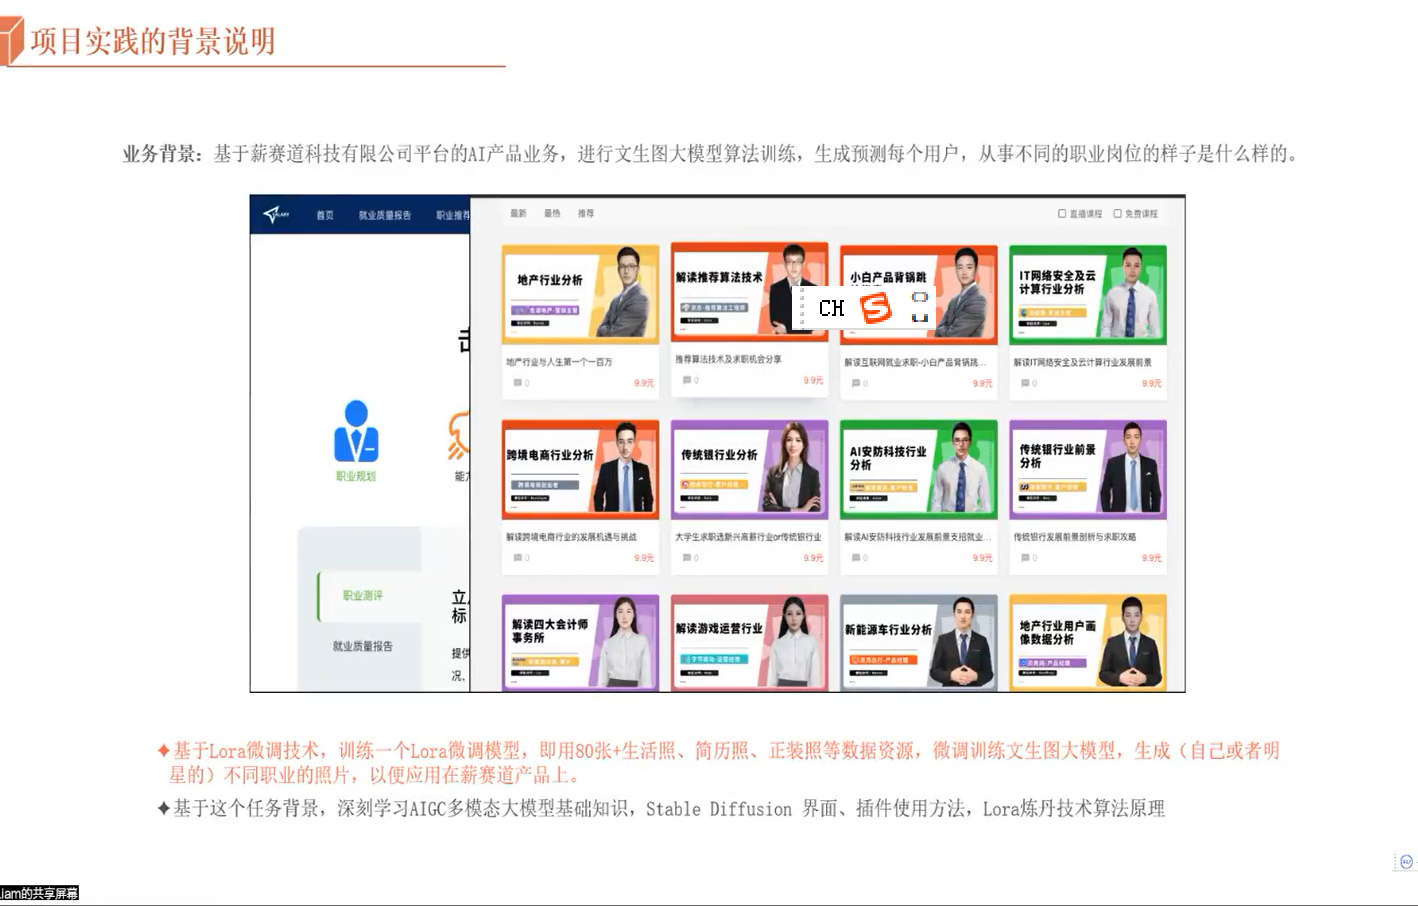 项目实践的背景说明
业务背景：基于薪赛道科技有限公司平台的AI产品业务，进行文生图大模型算法训练，生成预测每个用户，从事不同的职业岗位的样子是什么样的。
首页 就业质量报告 职业推荐
最新 最热 推荐
直播课程 免费课程
职业规划
职业测评
就业质量报告
提供
况、
地产行业分析
解读推荐算法技术
小白产品背锅跳
IT网络安全及云
计算行业分析
CH
地产行业与人生第一个一百万
推荐算法技术及求职机会分享
解读互联网就业求职-小白产品背锅跳...
解读IT网络安全及云计算行业发展前景
0 9.9元
0 9.9元
0 9.9元
0 9.9元
跨境电商行业分析
传统银行业分析
AI安防科技行业
分析
传统银行业前景
分析
解读跨境电商行业的发展机遇与挑战
大学生求职选新兴高薪行业or传统银行业
解读AI安防科技行业发展前景支招就业...
传统银行发展前景剖析与求职攻略
0 9.9元
0 9.9元
0 9.9元
0 9.9元
解读四大会计师
事务所
解读游戏运营行业
新能源车行业分析
地产行业用户画
像数据分析
✦基于Lora微调技术，训练一个Lora微调模型，即用80张+生活照、简历照、正装照等数据资源，微调训练文生图大模型，生成（自己或者明
星的）不同职业的照片，以便应用在薪赛道产品上。
✦基于这个任务背景，深刻学习AIGC多模态大模型基础知识，Stable Diffusion 界面、插件使用方法，Lora炼丹技术算法原理
iam的共享屏幕